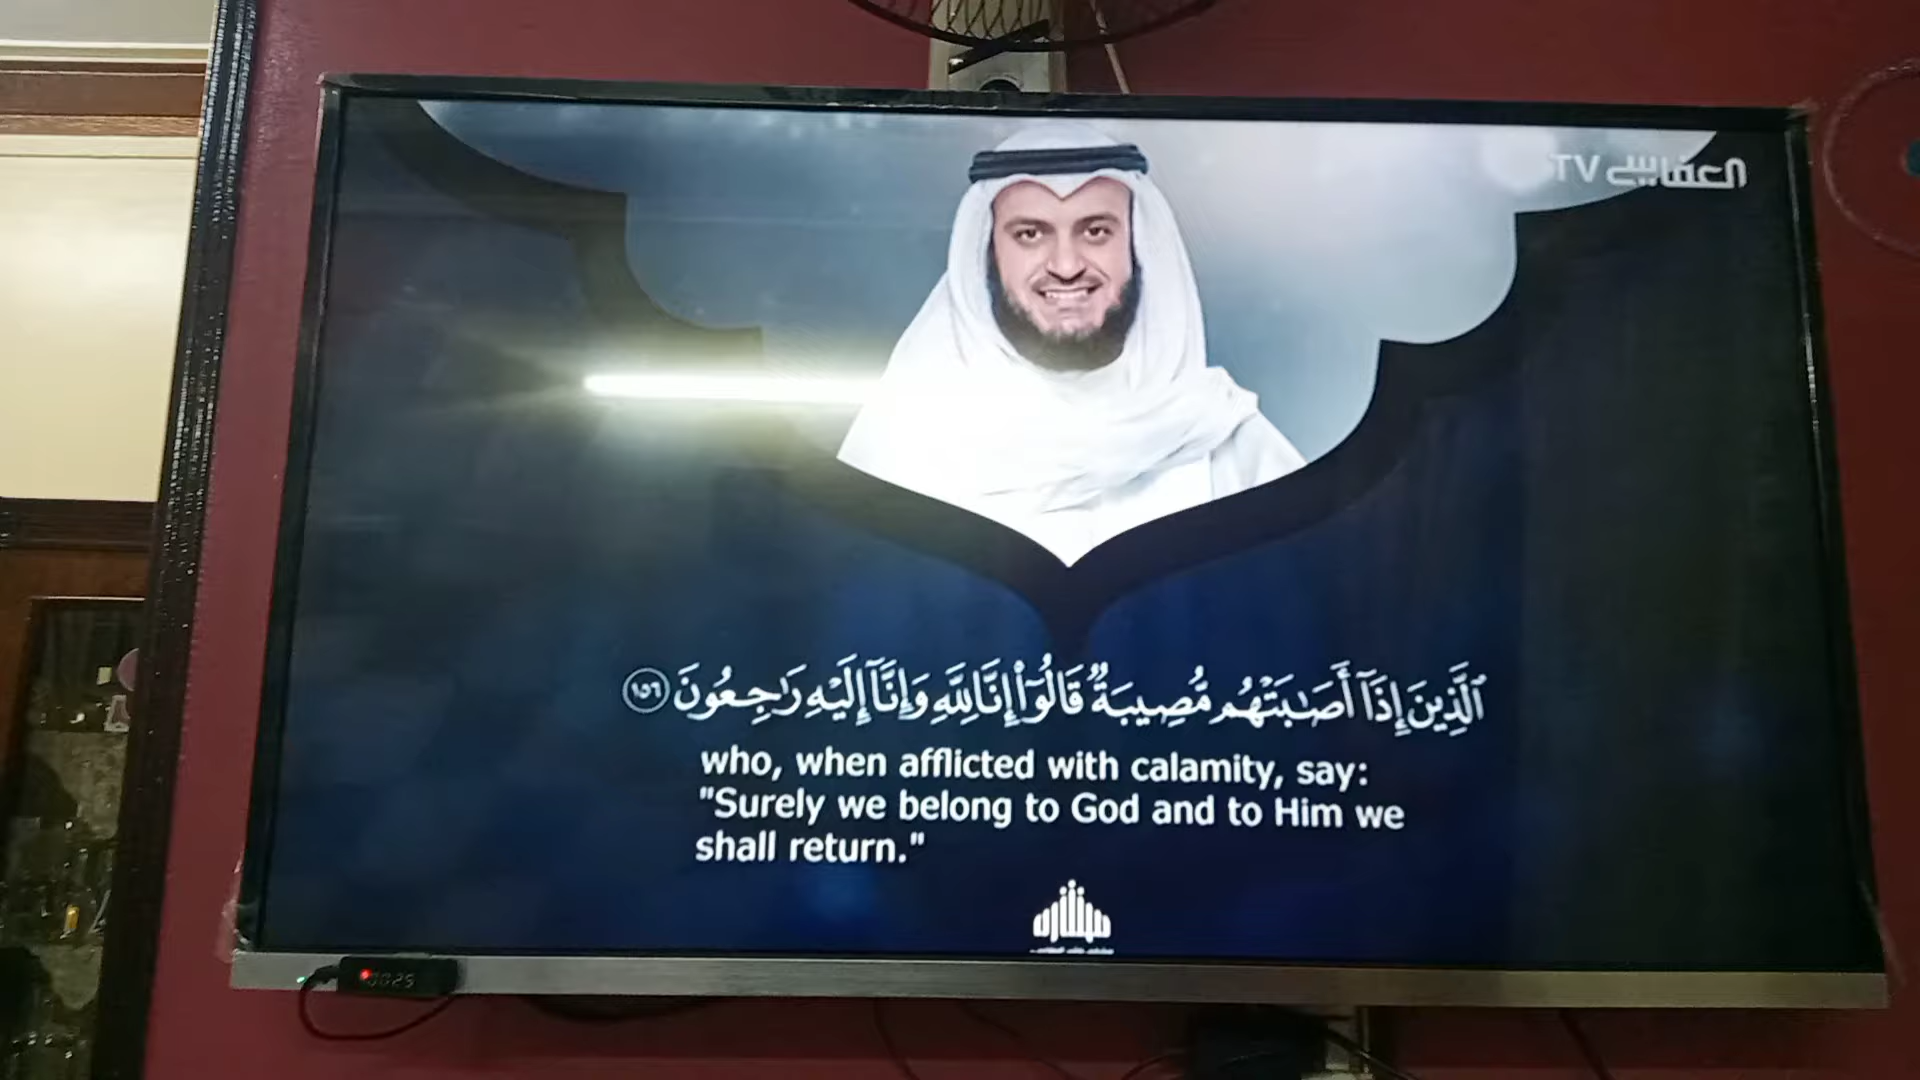 العفاسي TV
ٱلَّذِينَ إِذَآ أَصَـٰبَتْهُم مُّصِيبَةٌ قَالُوٓا۟ إِنَّا لِلَّهِ وَإِنَّآ إِلَيْهِ رَٰجِعُونَ ١٥٦
who, when afflicted with calamity, say:
"Surely we belong to God and to Him we
shall return."
0025